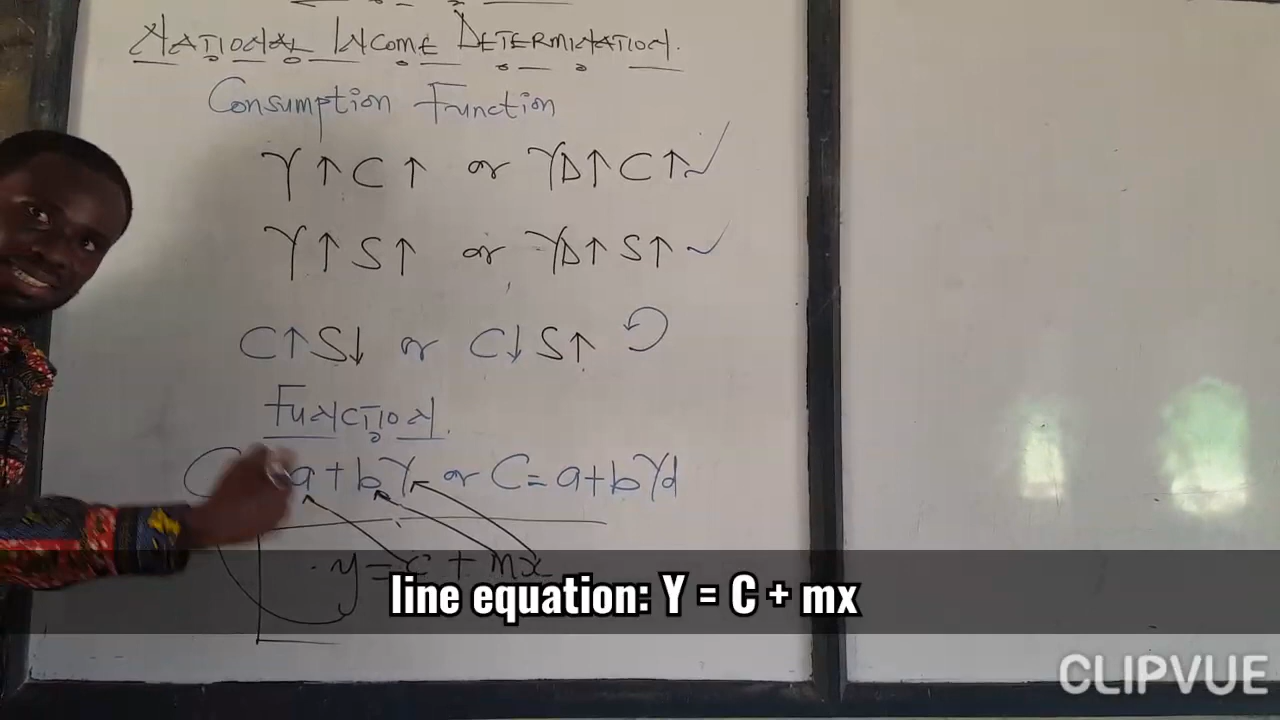 NATIONAL INCOME DETERMINATION.
Consumption Function
Y↑ C↑ or YD↑ C↑✓
Y↑ S↑ or YD↑ S↑ ✓
C↑ S↓ or C↓ S↑
FUNCTION.
C a + bY or C = a + bYd
y = c + mx
line equation: Y = C + mx
CLIPVUE